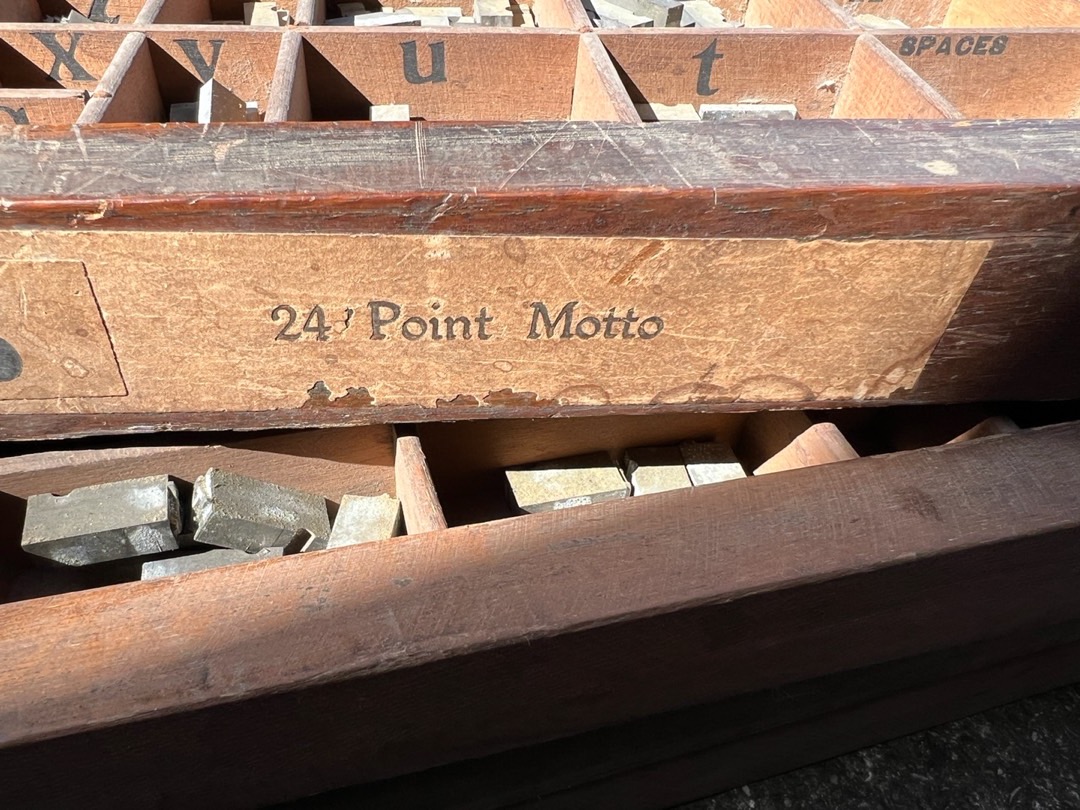 x v u t SPACES
24 Point Motto